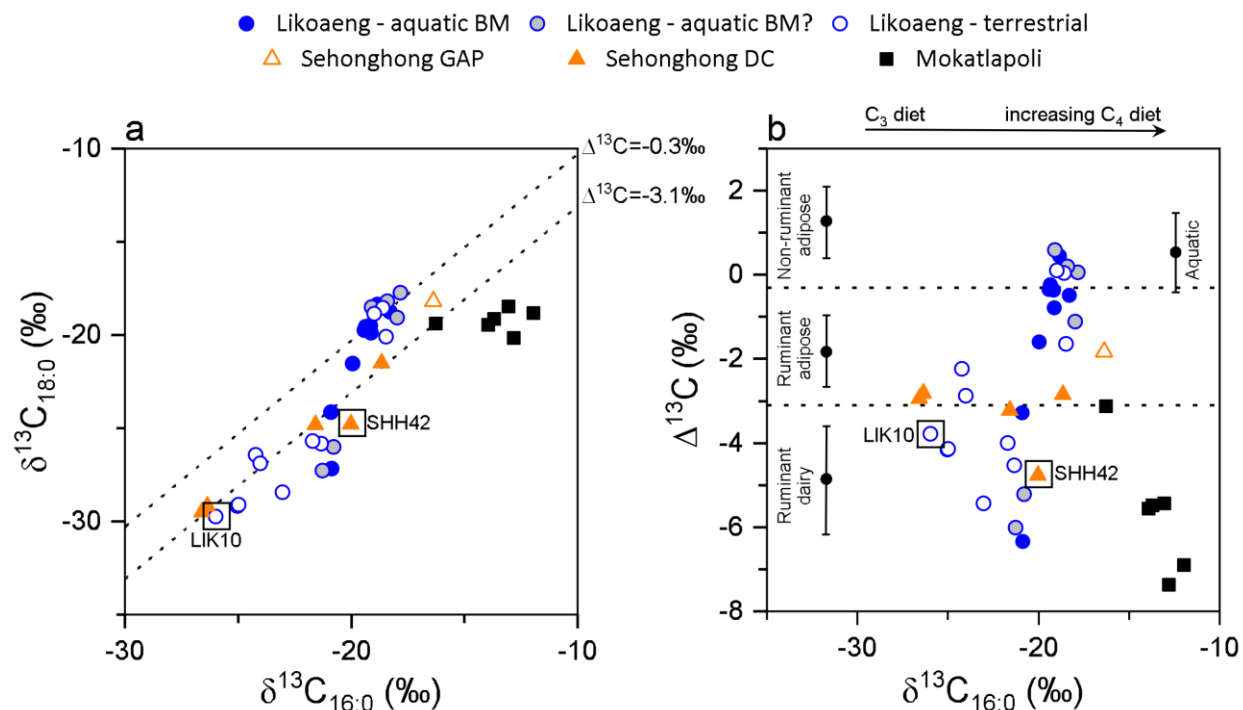 Likoaeng - aquatic BM Likoaeng - aquatic BM? Likoaeng - terrestrial
Sehonghong GAP Sehonghong DC Mokatlapoli
a
-10
-20
-30
δ¹³C₁₈:₀ (‰)
-30 -20 -10
δ¹³C₁₆:₀ (‰)
Δ¹³C=-0.3‰
Δ¹³C=-3.1‰
SHH42
LIK10
C₃ diet increasing C₄ diet
b
2
0
-2
-4
-6
-8
Δ¹³C (‰)
-30 -20 -10
δ¹³C₁₆:₀ (‰)
Non-ruminant
adipose
Ruminant
adipose
Ruminant
dairy
Aquatic
LIK10
SHH42